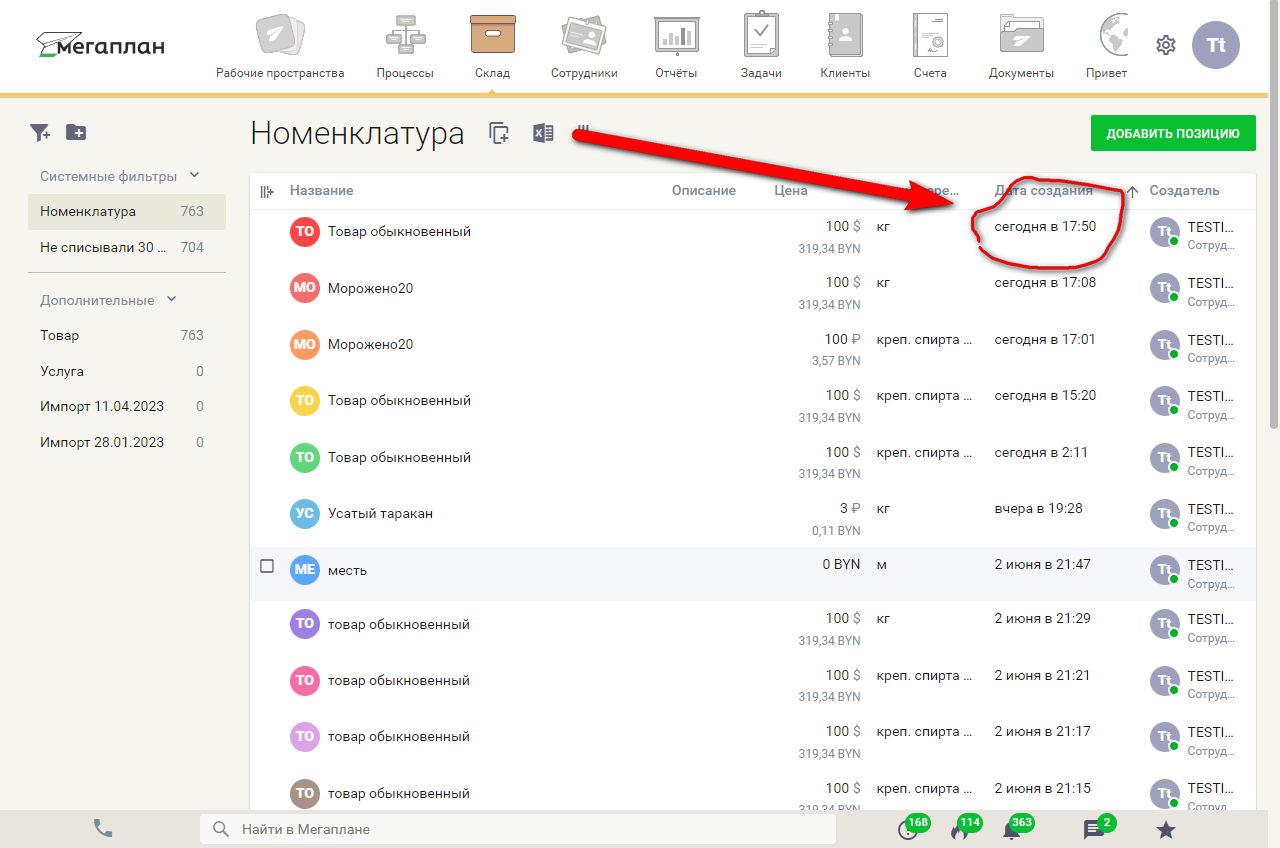 мегаплан
Рабочие пространства
Процессы
Склад
Сотрудники
Отчёты
Задачи
Клиенты
Счета
Документы
Привет
Tt
Номенклатура
ДОБАВИТЬ ПОЗИЦИЮ
Системные фильтры
Номенклатура 763
Не списывали 30 ... 704
Дополнительные
Товар 763
Услуга 0
Импорт 11.04.2023 0
Импорт 28.01.2023 0
Название Описание Цена Дата создания Создатель
ТО Товар обыкновенный 100 $ кг сегодня в 17:50 Tt TESTI...
319,34 BYN Сотруд...
МО Морожено20 100 $ кг сегодня в 17:08 Tt TESTI...
319,34 BYN Сотруд...
МО Морожено20 100 ₽ креп. спирта ... сегодня в 17:01 Tt TESTI...
3,57 BYN Сотруд...
ТО Товар обыкновенный 100 $ креп. спирта ... сегодня в 15:20 Tt TESTI...
319,34 BYN Сотруд...
ТО Товар обыкновенный 100 $ креп. спирта ... сегодня в 2:11 Tt TESTI...
319,34 BYN Сотруд...
УС Усатый таракан 3 ₽ кг вчера в 19:28 Tt TESTI...
0,11 BYN Сотруд...
МЕ месть 0 BYN м 2 июня в 21:47 Tt TESTI...
Сотруд...
ТО товар обыкновенный 100 $ кг 2 июня в 21:29 Tt TESTI...
319,34 BYN Сотруд...
ТО товар обыкновенный 100 $ креп. спирта ... 2 июня в 21:21 Tt TESTI...
319,34 BYN Сотруд...
ТО товар обыкновенный 100 $ креп. спирта ... 2 июня в 21:17 Tt TESTI...
319,34 BYN Сотруд...
ТО товар обыкновенный 100 $ креп. спирта ... 2 июня в 21:15 Tt TESTI...
319,34 BYN Сотруд...
Найти в Мегаплане
168
114
363
2